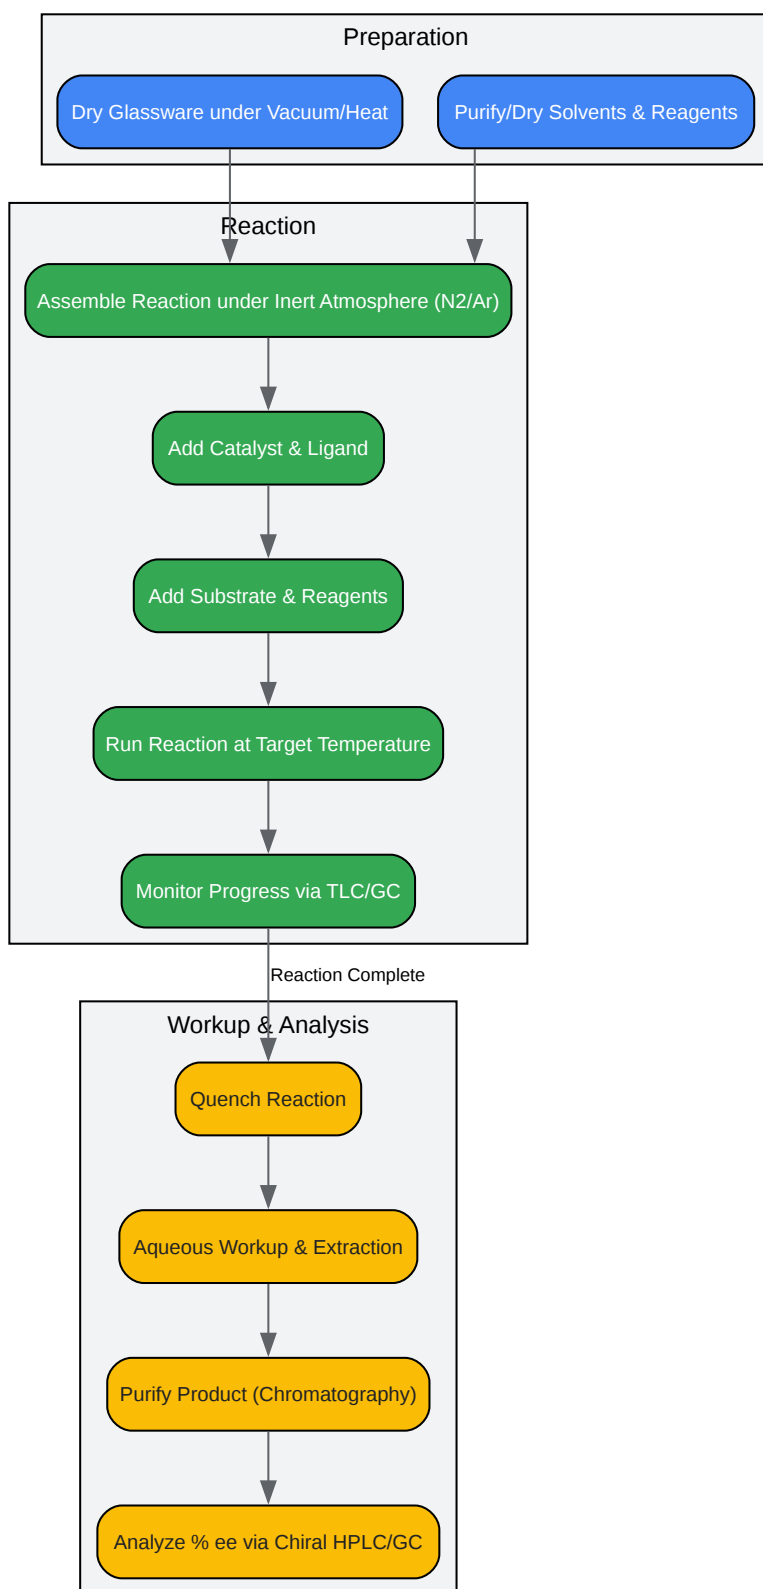 Preparation
Dry Glassware under Vacuum/Heat
Purify/Dry Solvents & Reagents
Reaction
Assemble Reaction under Inert Atmosphere (N2/Ar)
Add Catalyst & Ligand
Add Substrate & Reagents
Run Reaction at Target Temperature
Monitor Progress via TLC/GC
Reaction Complete
Workup & Analysis
Quench Reaction
Aqueous Workup & Extraction
Purify Product (Chromatography)
Analyze % ee via Chiral HPLC/GC